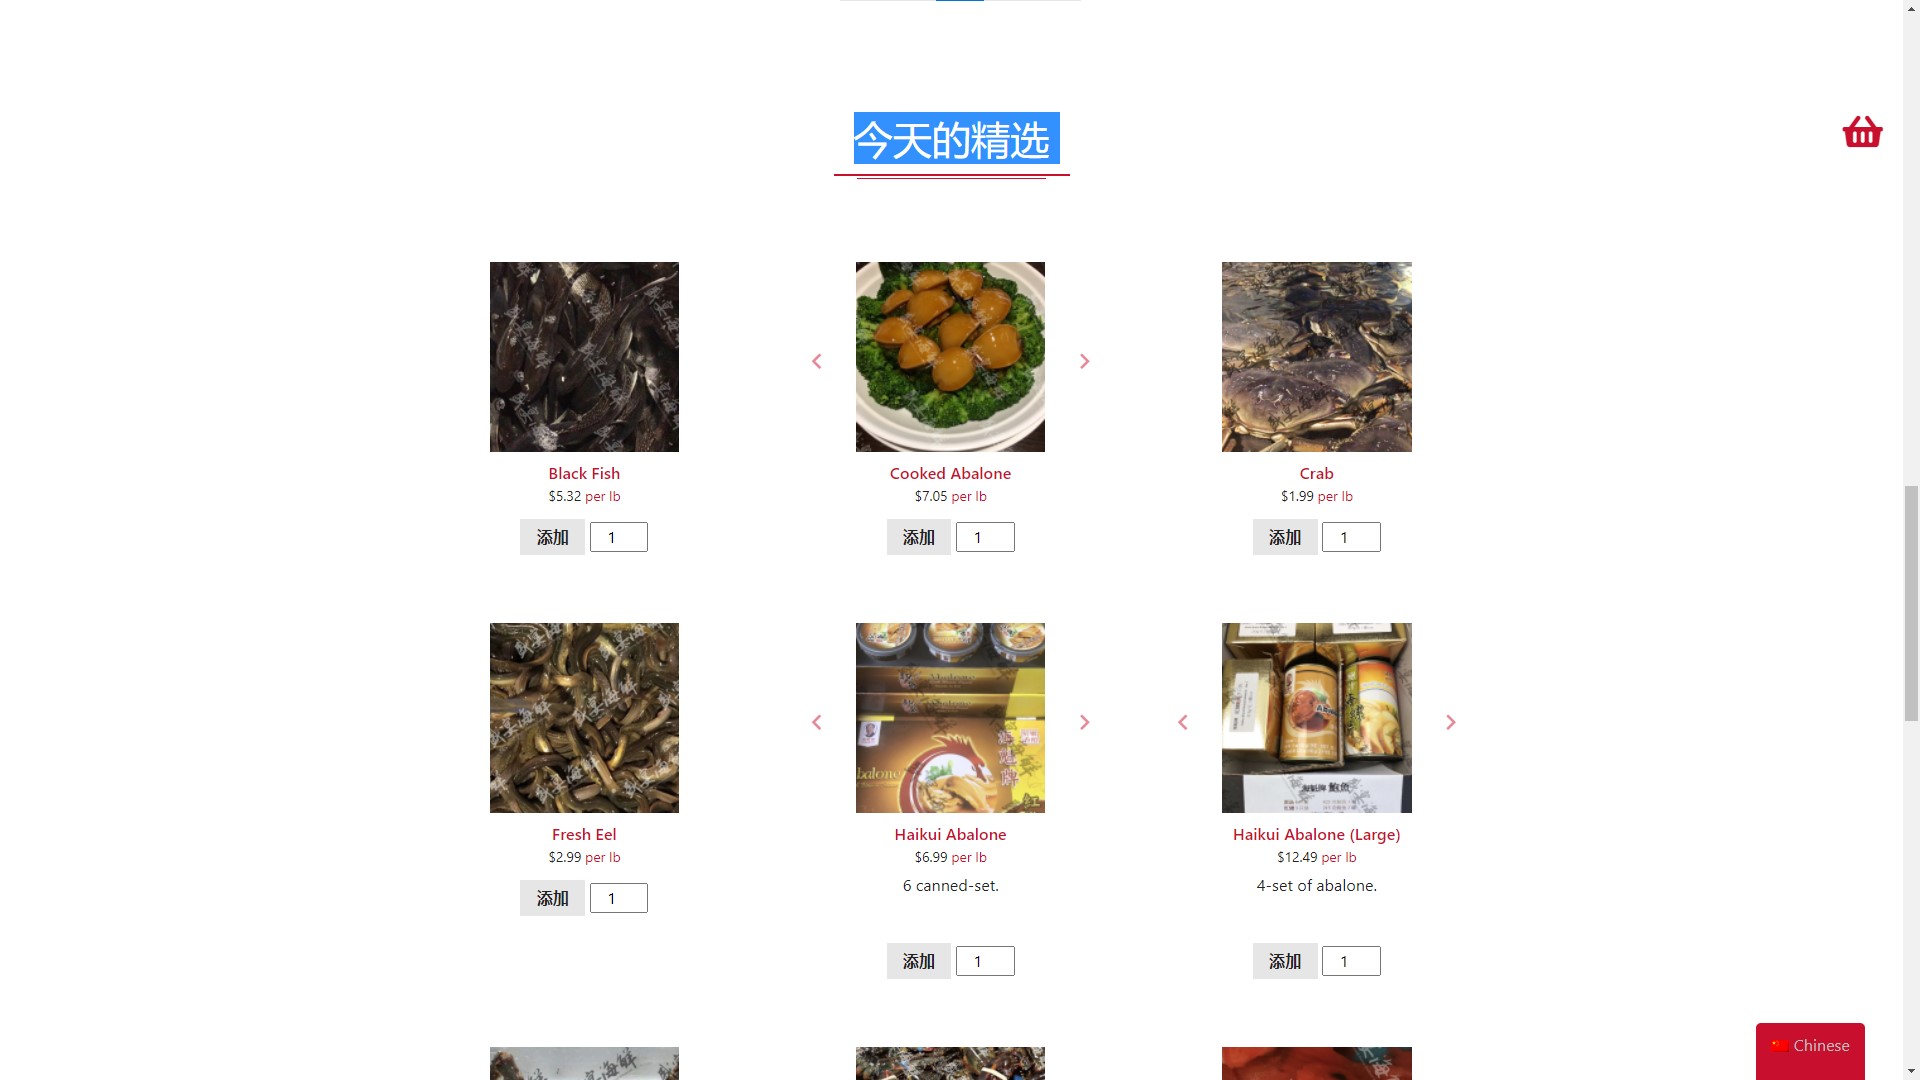 今天的精选
Black Fish
$5.32 per lb
添加 1
Cooked Abalone
$7.05 per lb
添加 1
Crab
$1.99 per lb
添加 1
Fresh Eel
$2.99 per lb
添加 1
Haikui Abalone
$6.99 per lb
6 canned-set.
添加 1
Haikui Abalone (Large)
$12.49 per lb
4-set of abalone.
添加 1
Chinese